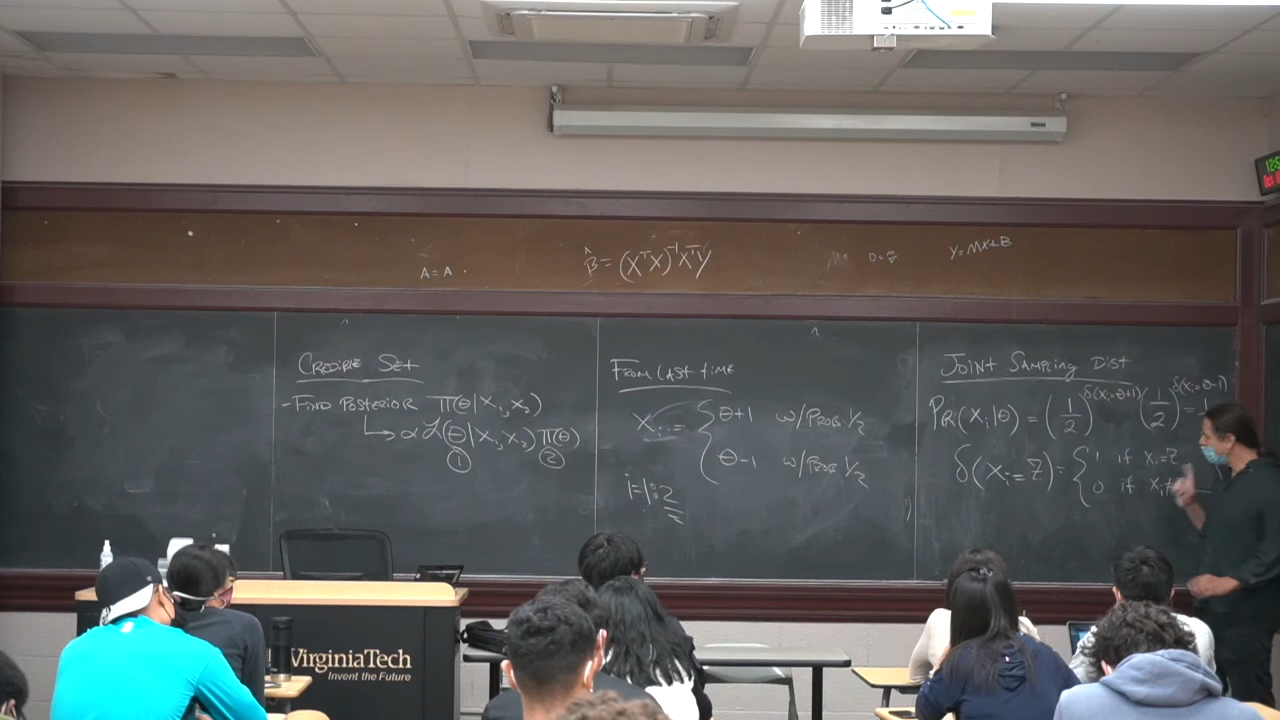 A = A
β̂ = (XᵀX)⁻¹XᵀY
Y = MX+B
CREDIBLE SET
- FIND POSTERIOR π(θ|X₁,X₂)
↳ ∝ ℒ(θ|X₁,X₂) π(θ)
① ②
FROM LAST TIME
Xᵢ = { θ+1 W/ PROB 1/2
θ-1 W/ PROB 1/2
i=1:2
JOINT SAMPLING DIST
PR(Xᵢ|θ) = (1/2)^δ(Xᵢ=θ+1) (1/2)^δ(Xᵢ=θ-1) =
δ(Xᵢ=Z) = { 1 if Xᵢ=Z
0 if Xᵢ≠
VirginiaTech
Invent the Future